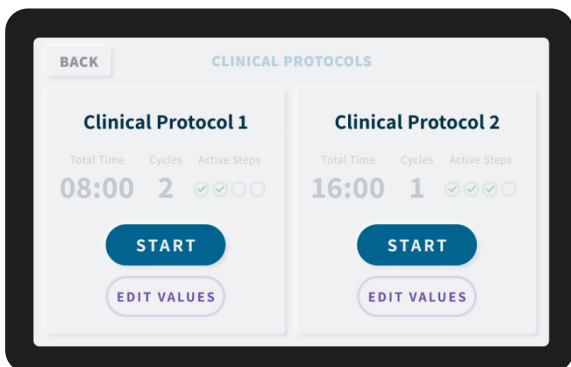 BACK
CLINICAL PROTOCOLS
Clinical Protocol 1
Total Time Cycles Active Steps
08:00 2
START
EDIT VALUES
Clinical Protocol 2
Total Time Cycles Active Steps
16:00 1
START
EDIT VALUES